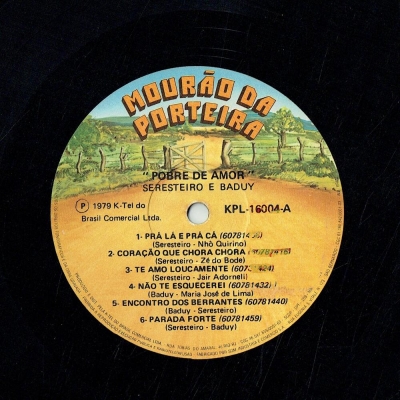 MOURÃO DA
PORTEIRA
"POBRE DE AMOR"
SERESTEIRO E BADUY
℗ 1979 K-Tel do
Brasil Comercial Ltda.
KPL-16004-A
1- PRÁ LÁ E PRÁ CÁ
(Seresteiro - Nhô Quirino)
2- CORAÇÃO QUE CHORA CHORA
(Seresteiro - Zé do Bode)
3- TE AMO LOUCAMENTE
(Seresteiro - Jair Adorneli)
4- NÃO TE ESQUECEREI (60781432)
(Baduy - Maria José de Lima)
5- ENCONTRO DOS BERRANTES (60781440)
(Baduy - Seresteiro)
6- PARADA FORTE (60781459)
(Seresteiro - Baduy)